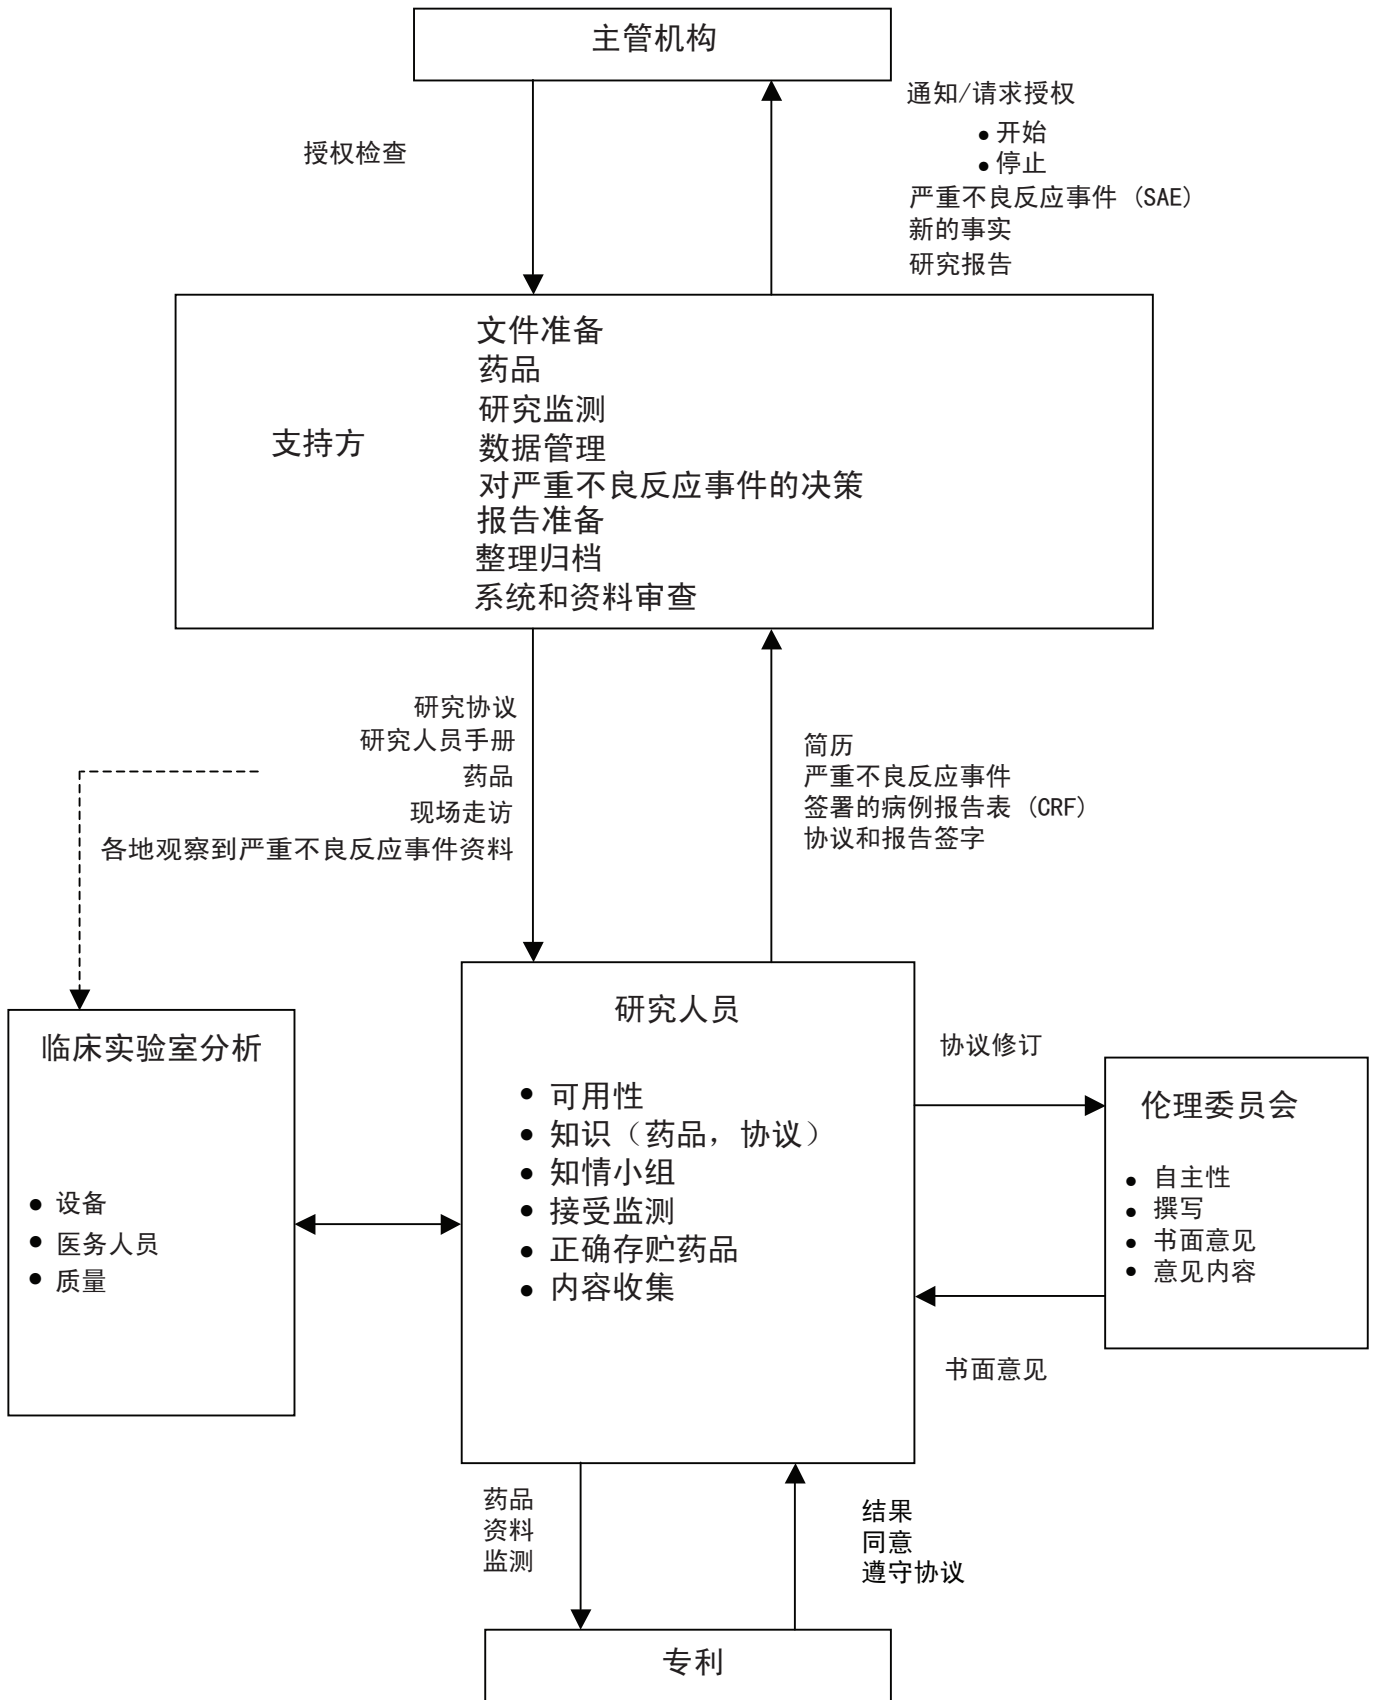 主管机构
授权检查
通知/请求授权
● 开始
● 停止
严重不良反应事件 (SAE)
新的事实
研究报告
支持方
文件准备
药品
研究监测
数据管理
对严重不良反应事件的决策
报告准备
整理归档
系统和资料审查
研究协议
研究人员手册
药品
现场走访
各地观察到严重不良反应事件资料
简历
严重不良反应事件
签署的病例报告表 (CRF)
协议和报告签字
临床实验室分析
● 设备
● 医务人员
● 质量
研究人员
● 可用性
● 知识（药品，协议）
● 知情小组
● 接受监测
● 正确存贮药品
● 内容收集
协议修订
伦理委员会
● 自主性
● 撰写
● 书面意见
● 意见内容
书面意见
药品
资料
监测
结果
同意
遵守协议
专利